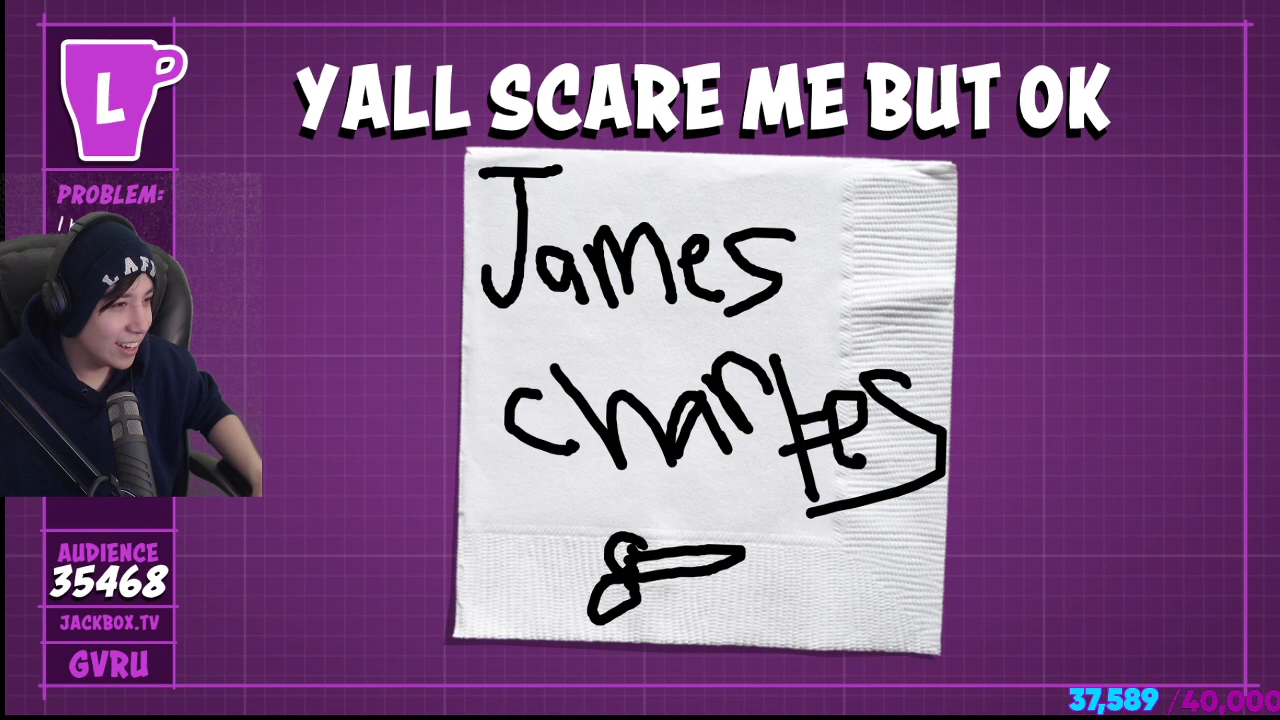 L
YALL SCARE ME BUT OK
PROBLEM:
LAFD
James
charles
AUDIENCE
35468
JACKBOX.TV
GVRU
37,589 / 40,000